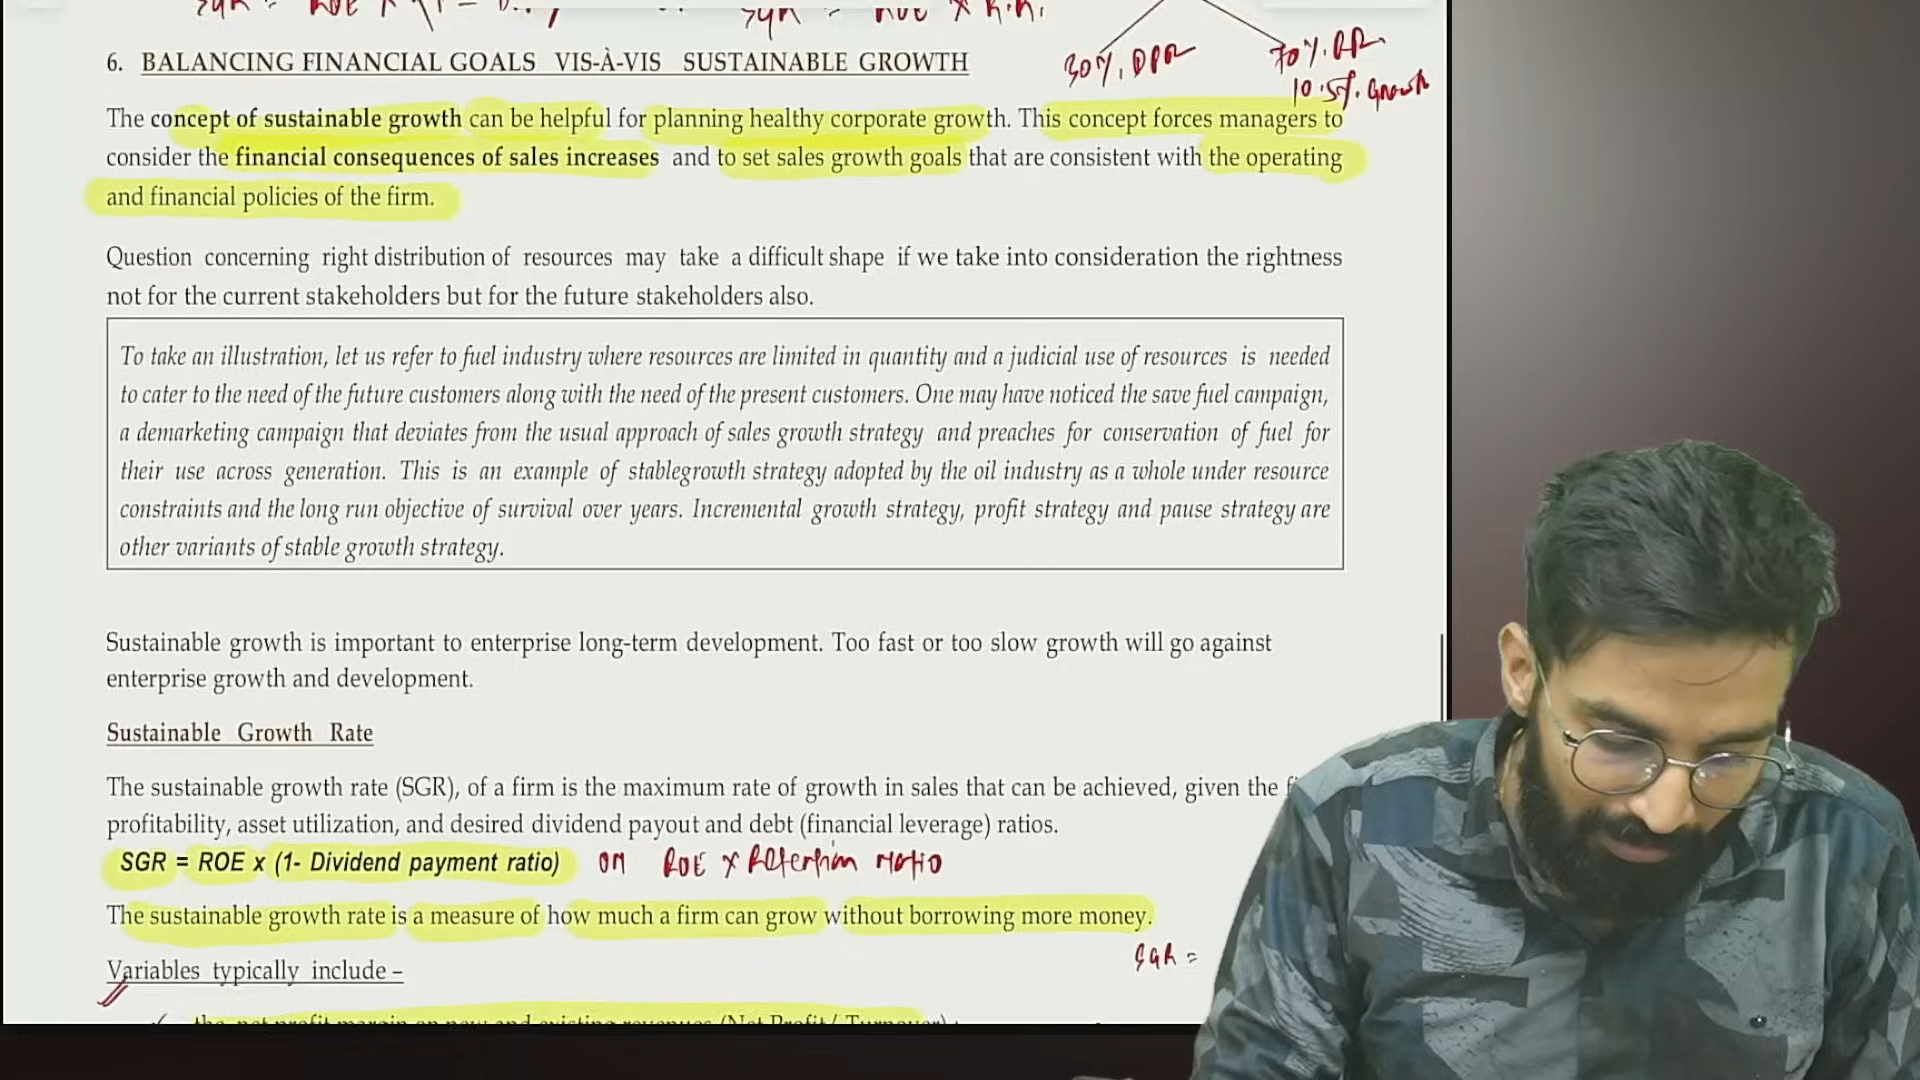 6. BALANCING FINANCIAL GOALS VIS-À-VIS SUSTAINABLE GROWTH
30% DPR
70% RR
10.5% Growth
The concept of sustainable growth can be helpful for planning healthy corporate growth. This concept forces managers to
consider the financial consequences of sales increases and to set sales growth goals that are consistent with the operating
and financial policies of the firm.
Question concerning right distribution of resources may take a difficult shape if we take into consideration the rightness
not for the current stakeholders but for the future stakeholders also.
To take an illustration, let us refer to fuel industry where resources are limited in quantity and a judicial use of resources is needed
to cater to the need of the future customers along with the need of the present customers. One may have noticed the save fuel campaign,
a demarketing campaign that deviates from the usual approach of sales growth strategy and preaches for conservation of fuel for
their use across generation. This is an example of stablegrowth strategy adopted by the oil industry as a whole under resource
constraints and the long run objective of survival over years. Incremental growth strategy, profit strategy and pause strategy are
other variants of stable growth strategy.
Sustainable growth is important to enterprise long-term development. Too fast or too slow growth will go against
enterprise growth and development.
Sustainable Growth Rate
The sustainable growth rate (SGR), of a firm is the maximum rate of growth in sales that can be achieved, given the
profitability, asset utilization, and desired dividend payout and debt (financial leverage) ratios.
SGR = ROE x (1- Dividend payment ratio) or ROE x Retention ratio
The sustainable growth rate is a measure of how much a firm can grow without borrowing more money.
SGR =
Variables typically include –
the net profit margin on new and existing revenues (Net Profit/ Turnover)